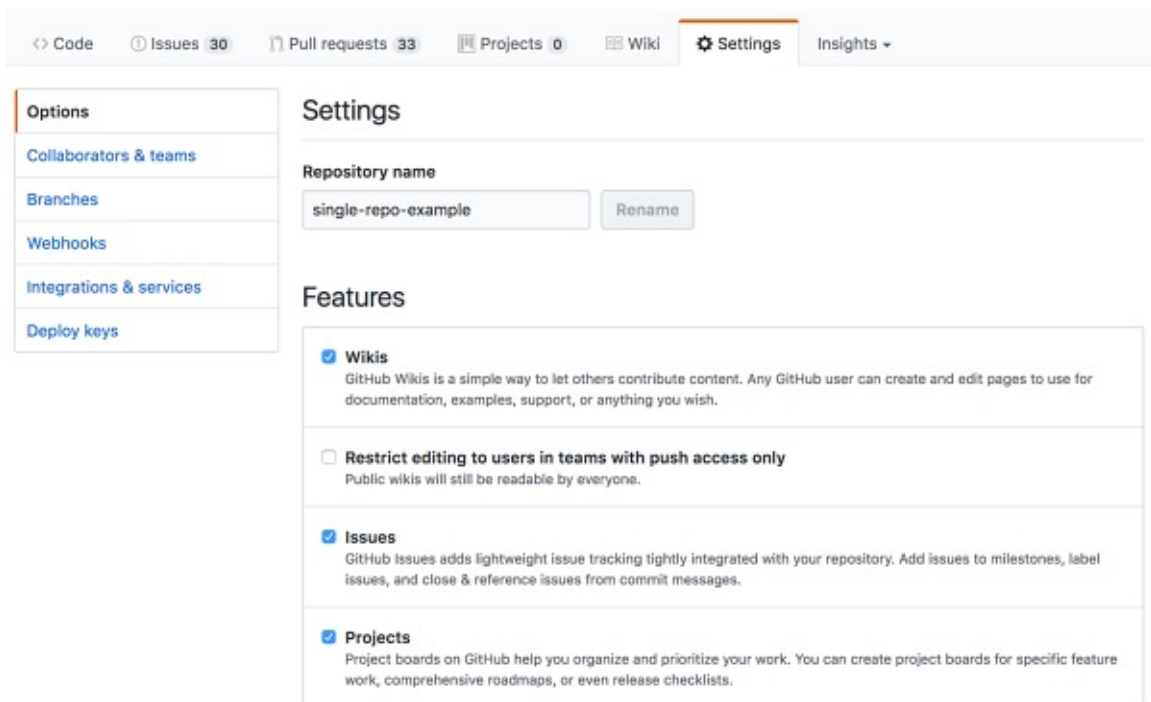 Code Issues 30 Pull requests 33 Projects 0 Wiki Settings Insights
Options
Collaborators & teams
Branches
Webhooks
Integrations & services
Deploy keys
Settings
Repository name
single-repo-example Rename
Features
Wikis
GitHub Wikis is a simple way to let others contribute content. Any GitHub user can create and edit pages to use for
documentation, examples, support, or anything you wish.
Restrict editing to users in teams with push access only
Public wikis will still be readable by everyone.
Issues
GitHub Issues adds lightweight issue tracking tightly integrated with your repository. Add issues to milestones, label
issues, and close & reference issues from commit messages.
Projects
Project boards on GitHub help you organize and prioritize your work. You can create project boards for specific feature
work, comprehensive roadmaps, or even release checklists.